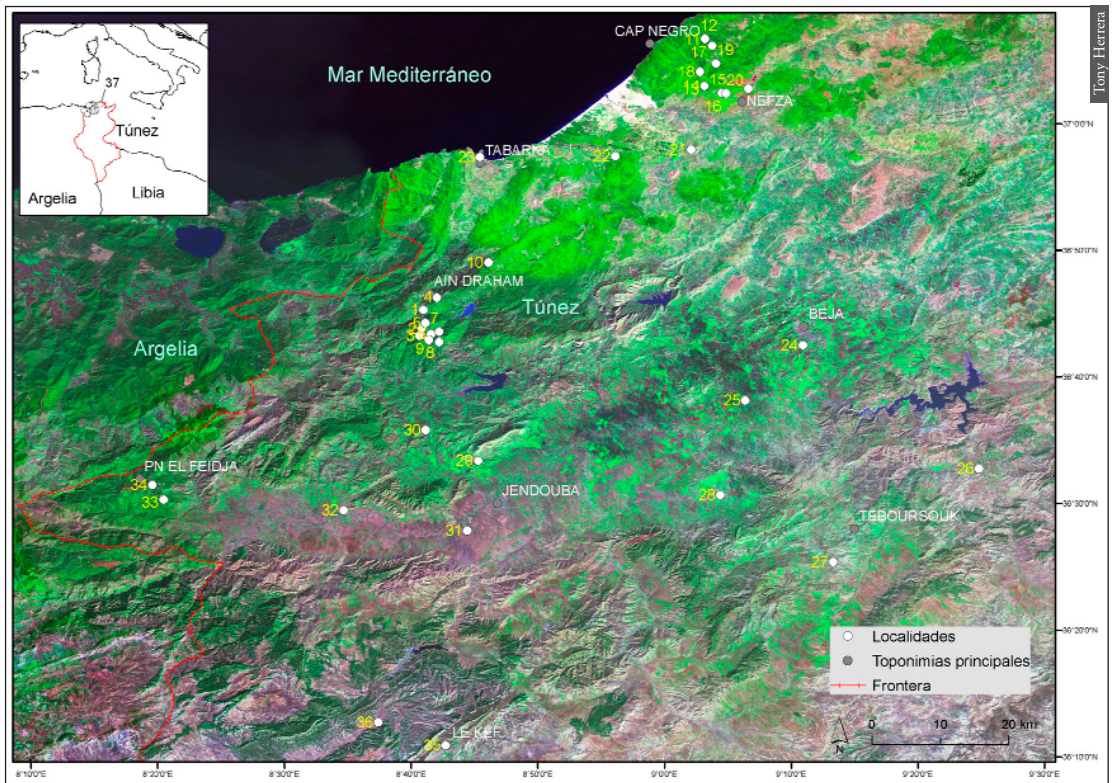 Tony Herrera
37
Túnez
Argelia
Libia
Mar Mediterráneo
CAP NEGRO
12
11
17
19
18
15
20
14
13
16
NEFZA
37°0'0"N
TABARKA
23
22
21
36°50'0"N
10
AIN DRAHAM
4
1
7
9
8
Túnez
Argelia
BEJA
24
36°40'0"N
25
30
29
PN EL FEIDJA
34
33
26
JENDOUBA
28
32
31
36°30'0"N
TEBOURSOUK
27
36°20'0"N
Localidades
Toponimias principales
Frontera
0 10 20 km
N
36
LE KEF
35
36°10'0"N
8°10'0"E 8°20'0"E 8°30'0"E 8°40'0"E 8°50'0"E 9°0'0"E 9°10'0"E 9°20'0"E 9°30'0"E